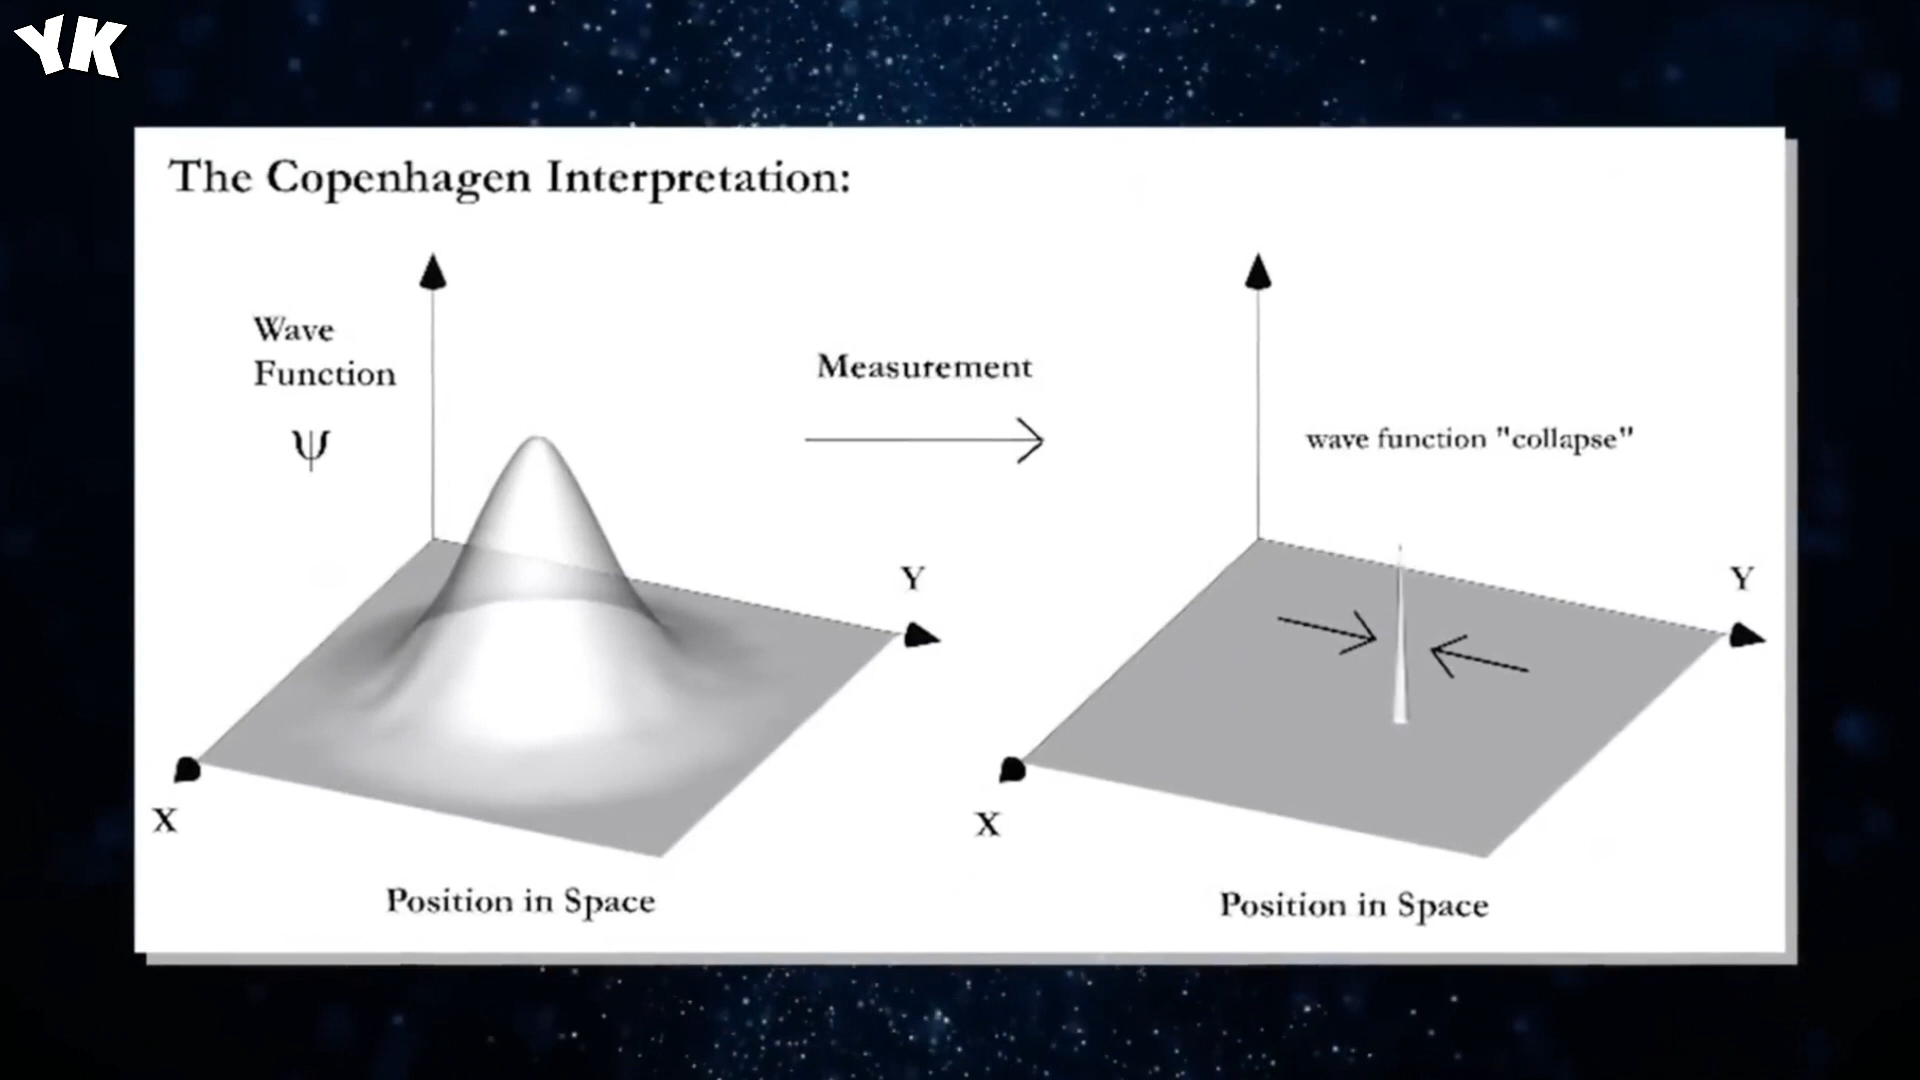 YK
The Copenhagen Interpretation:
Wave
Function
ψ
Measurement
wave function "collapse"
Y
Y
X
X
Position in Space
Position in Space